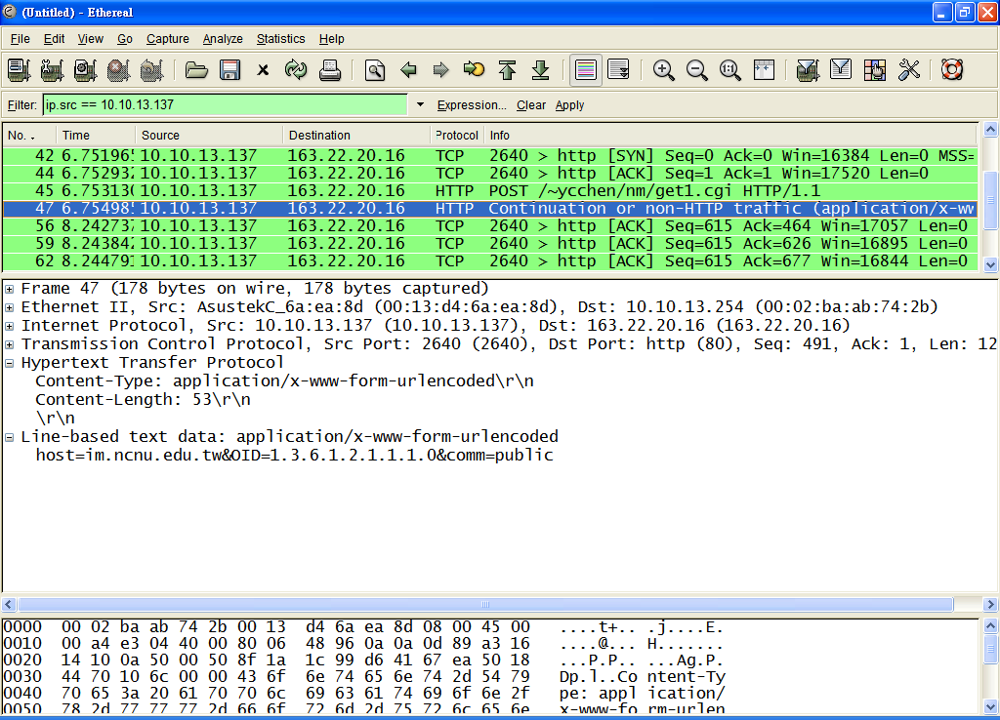 (Untitled) - Ethereal
File Edit View Go Capture Analyze Statistics Help
Filter: ip.src == 10.10.13.137 Expression... Clear Apply
No. . Time Source Destination Protocol Info
42 6.751965 10.10.13.137 163.22.20.16 TCP 2640 > http [SYN] Seq=0 Ack=0 Win=16384 Len=0 MSS=
44 6.752932 10.10.13.137 163.22.20.16 TCP 2640 > http [ACK] Seq=1 Ack=1 Win=17520 Len=0
45 6.753130 10.10.13.137 163.22.20.16 HTTP POST /~ycchen/nm/get1.cgi HTTP/1.1
47 6.754985 10.10.13.137 163.22.20.16 HTTP Continuation or non-HTTP traffic (application/x-ww
56 8.242737 10.10.13.137 163.22.20.16 TCP 2640 > http [ACK] Seq=615 Ack=464 Win=17057 Len=0
59 8.243842 10.10.13.137 163.22.20.16 TCP 2640 > http [ACK] Seq=615 Ack=626 Win=16895 Len=0
62 8.244791 10.10.13.137 163.22.20.16 TCP 2640 > http [ACK] Seq=615 Ack=677 Win=16844 Len=0
Frame 47 (178 bytes on wire, 178 bytes captured)
Ethernet II, Src: AsustekC_6a:ea:8d (00:13:d4:6a:ea:8d), Dst: 10.10.13.254 (00:02:ba:ab:74:2b)
Internet Protocol, Src: 10.10.13.137 (10.10.13.137), Dst: 163.22.20.16 (163.22.20.16)
Transmission Control Protocol, Src Port: 2640 (2640), Dst Port: http (80), Seq: 491, Ack: 1, Len: 12
Hypertext Transfer Protocol
Content-Type: application/x-www-form-urlencoded\r\n
Content-Length: 53\r\n
\r\n
Line-based text data: application/x-www-form-urlencoded
host=im.ncnu.edu.tw&OID=1.3.6.1.2.1.1.1.0&comm=public
0000 00 02 ba ab 74 2b 00 13 d4 6a ea 8d 08 00 45 00 ....t+.. .j....E.
0010 00 a4 e3 04 40 00 80 06 48 96 0a 0a 0d 89 a3 16 ....@... H.......
0020 14 10 0a 50 00 50 8f 1a 1c 99 d6 41 67 ea 50 18 ...P.P.. ...Ag.P.
0030 44 70 10 6c 00 00 43 6f 6e 74 65 6e 74 2d 54 79 Dp.l..Co ntent-Ty
0040 70 65 3a 20 61 70 70 6c 69 63 61 74 69 6f 6e 2f pe: appl ication/
0050 78 2d 77 77 77 2d 66 6f 72 6d 2d 75 72 6c 65 6e x-www-fo rm-urlen